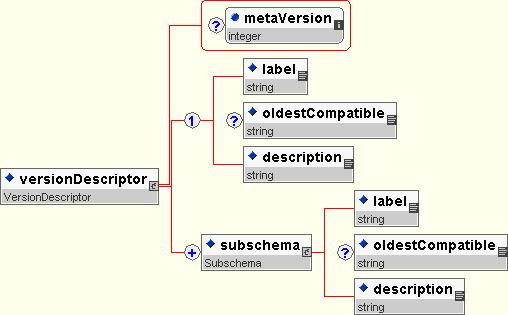 metaVersion
integer
label
string
1
oldestCompatible
string
description
string
versionDescriptor
VersionDescriptor
subschema
Subschema
label
string
oldestCompatible
string
description
string